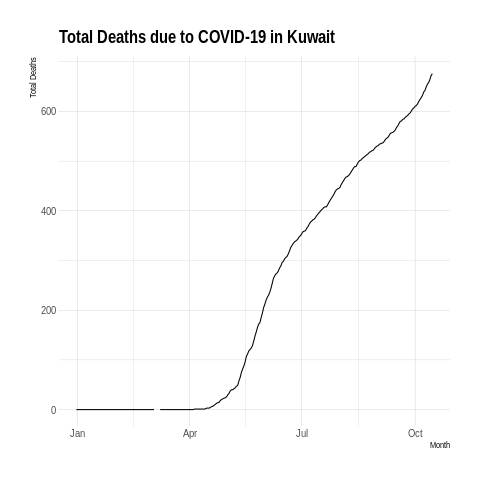 Total Deaths due to COVID-19 in Kuwait
Total Deaths
600
400
200
0
Jan Apr Jul Oct
Month